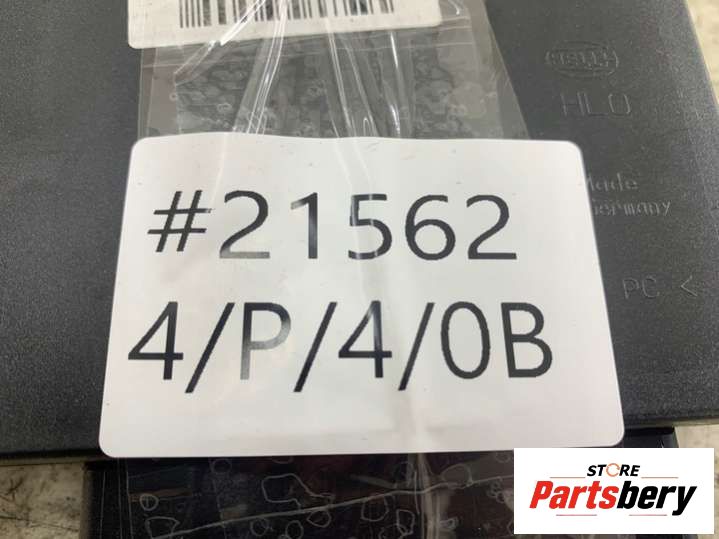 HELLA
HLO
Made
Germany
PC <
#21562
4/P/4/0B
STORE
Partsbery